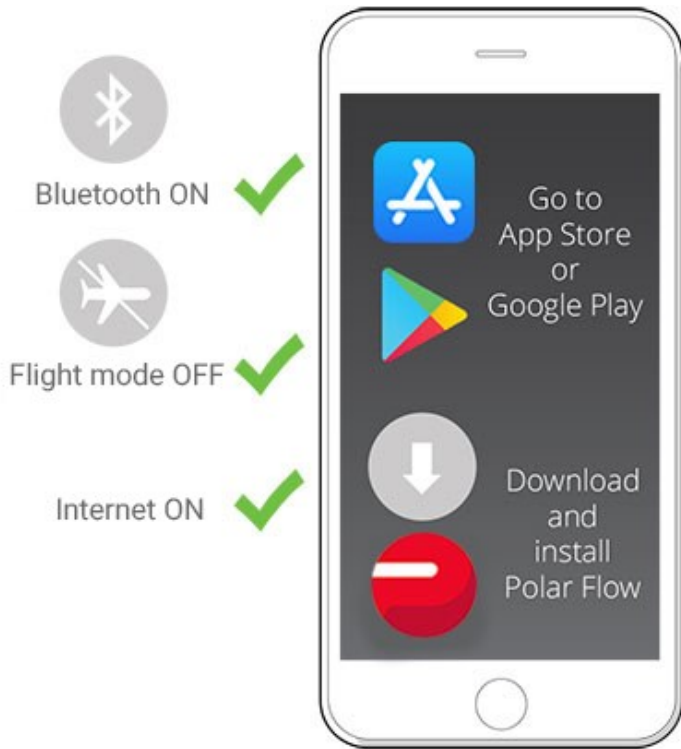 Bluetooth ON
Flight mode OFF
Internet ON
Go to
App Store
or
Google Play
Download
and
install
Polar Flow